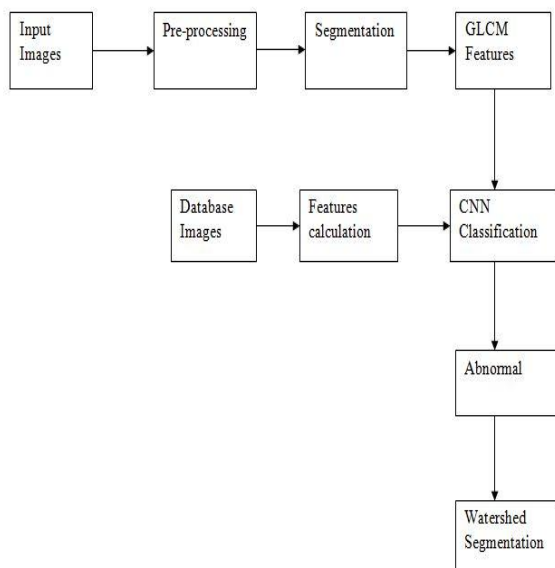 Input
Images
Pre-processing
Segmentation
GLCM
Features
Database
Images
Features
calculation
CNN
Classification
Abnormal
Watershed
Segmentation